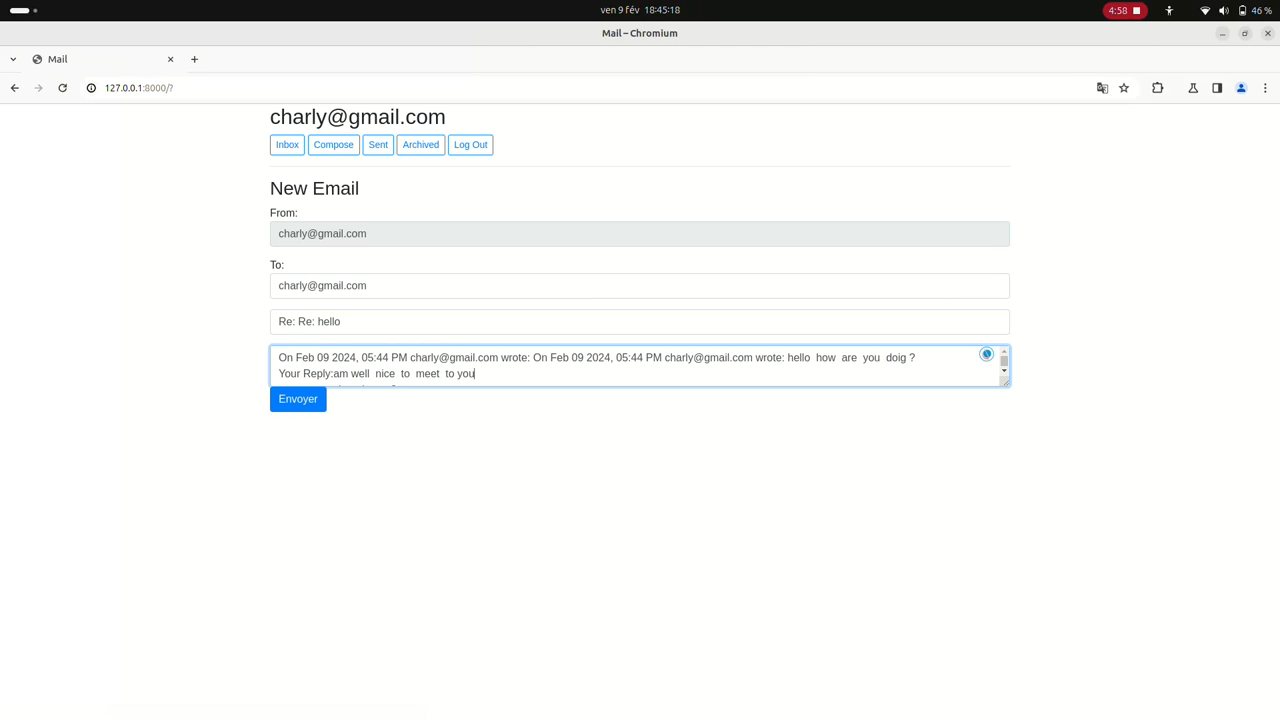 ven 9 fév 18:45:18
4:58
46 %
Mail – Chromium
Mail
127.0.0.1:8000/?
charly@gmail.com
Inbox Compose Sent Archived Log Out
New Email
From:
charly@gmail.com
To:
charly@gmail.com
Re: Re: hello
On Feb 09 2024, 05:44 PM charly@gmail.com wrote: On Feb 09 2024, 05:44 PM charly@gmail.com wrote: hello how are you doig ?
Your Reply:am well nice to meet to you
Envoyer